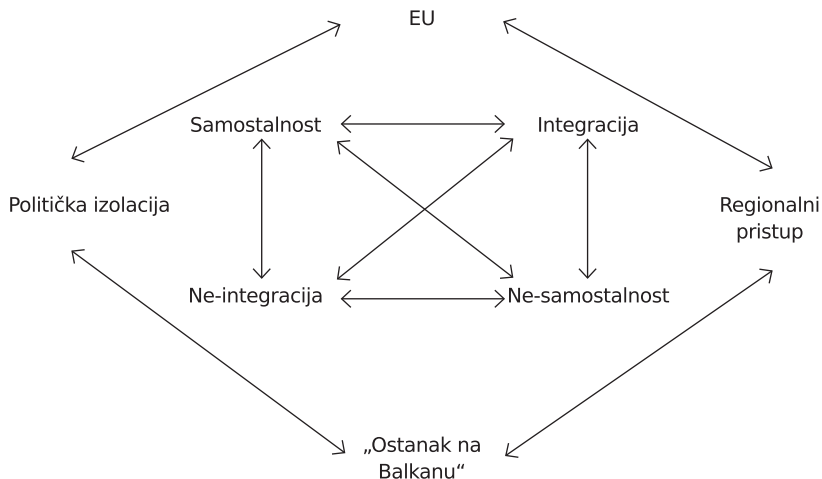 EU
Samostalnost
Integracija
Politička izolacija
Regionalni
pristup
Ne-integracija
Ne-samostalnost
„Ostanak na
Balkanu“